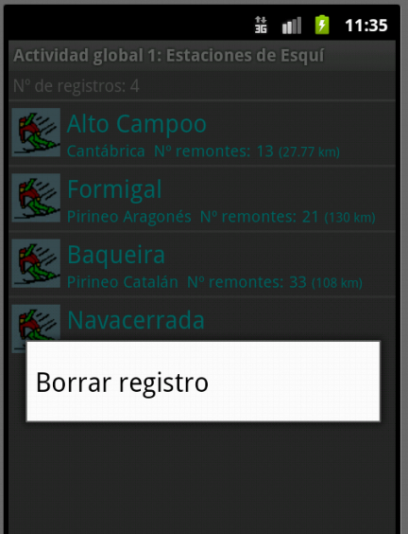 3G 11:35
Actividad global 1: Estaciones de Esquí
Nº de registros: 4
Alto Campoo
Cantábrica Nº remontes: 13 (27.77 km)
Formigal
Pirineo Aragonés Nº remontes: 21 (130 km)
Baqueira
Pirineo Catalán Nº remontes: 33 (108 km)
Navacerrada
Borrar registro